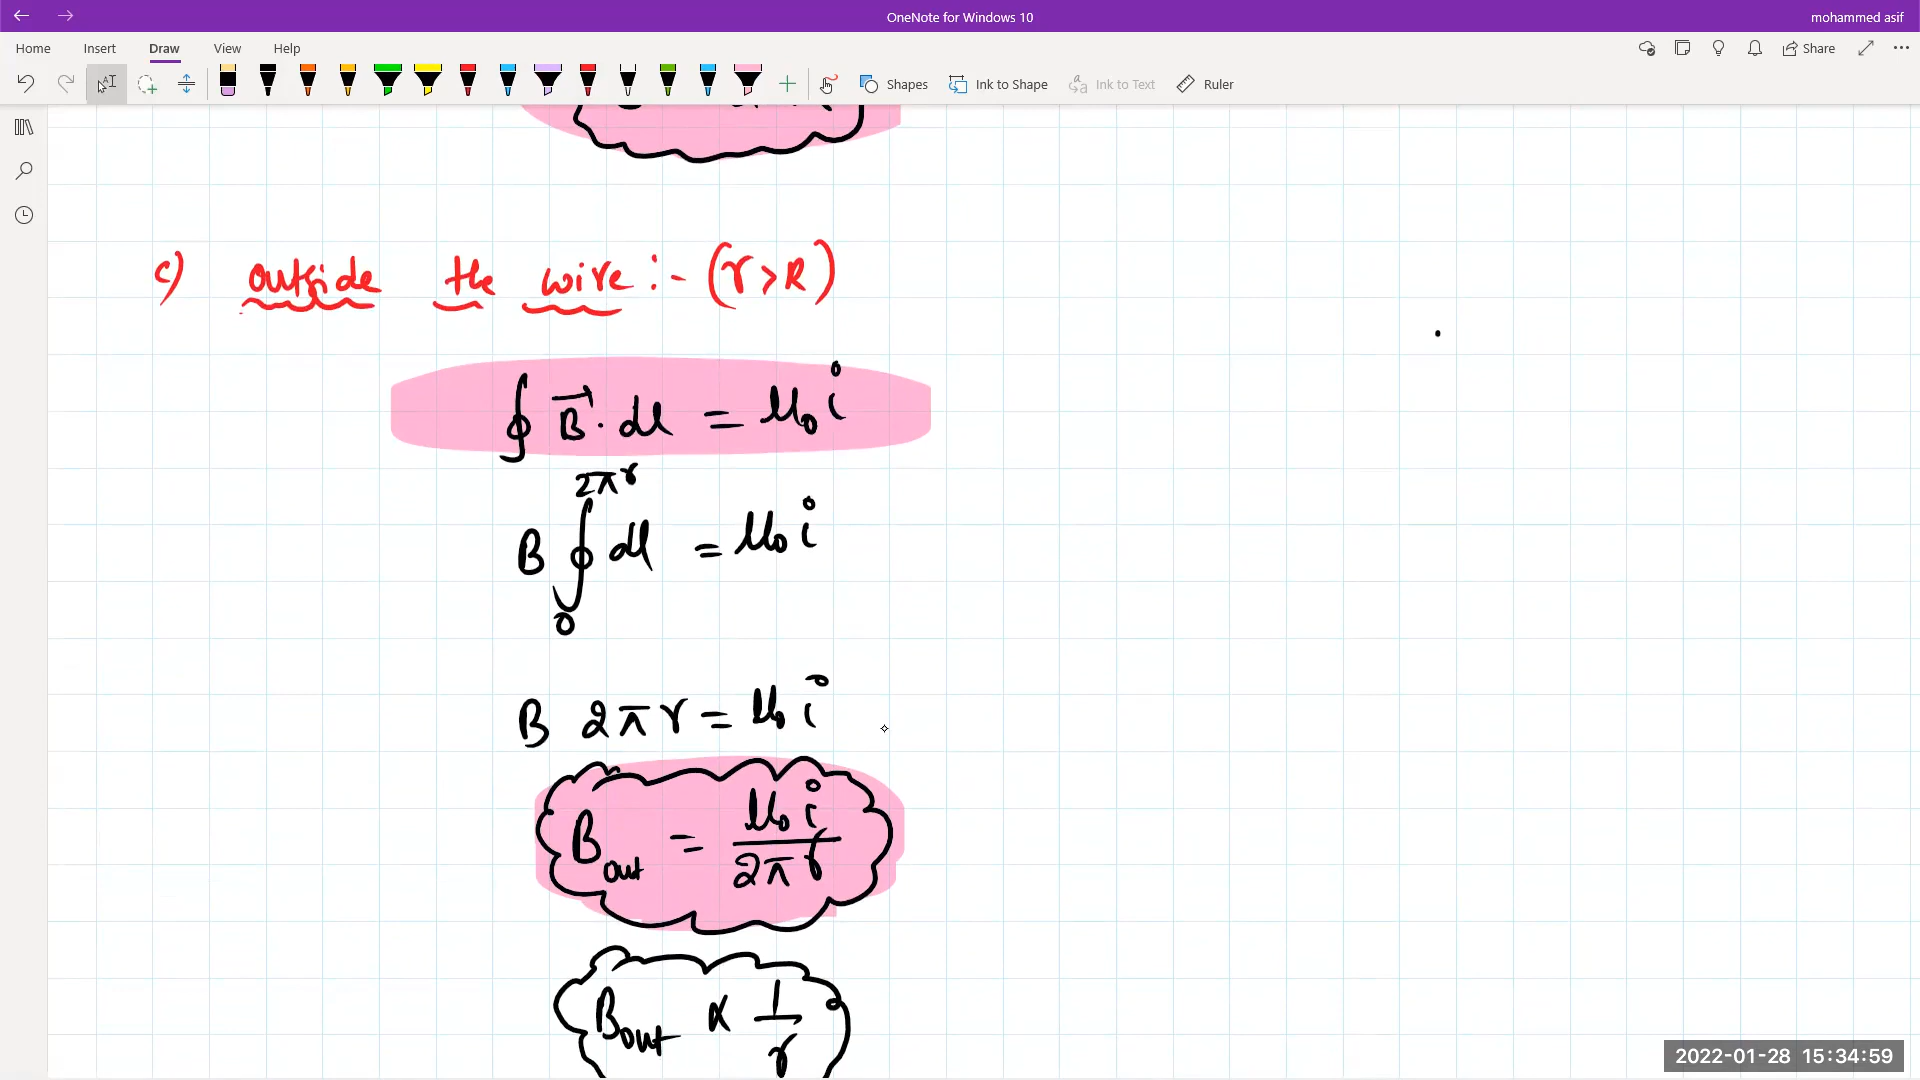 OneNote for Windows 10
mohammed asif
Home Insert Draw View Help
Share
Shapes Ink to Shape Ink to Text Ruler
c) outside the wire :- (r > R)
∮ B⃗ · dl = μ₀ i
B ∮₀^{2πr} dl = μ₀ i
B 2π r = μ₀ i
B_out = μ₀ i / 2π r
B_out ∝ 1 / r
2022-01-28 15:34:59